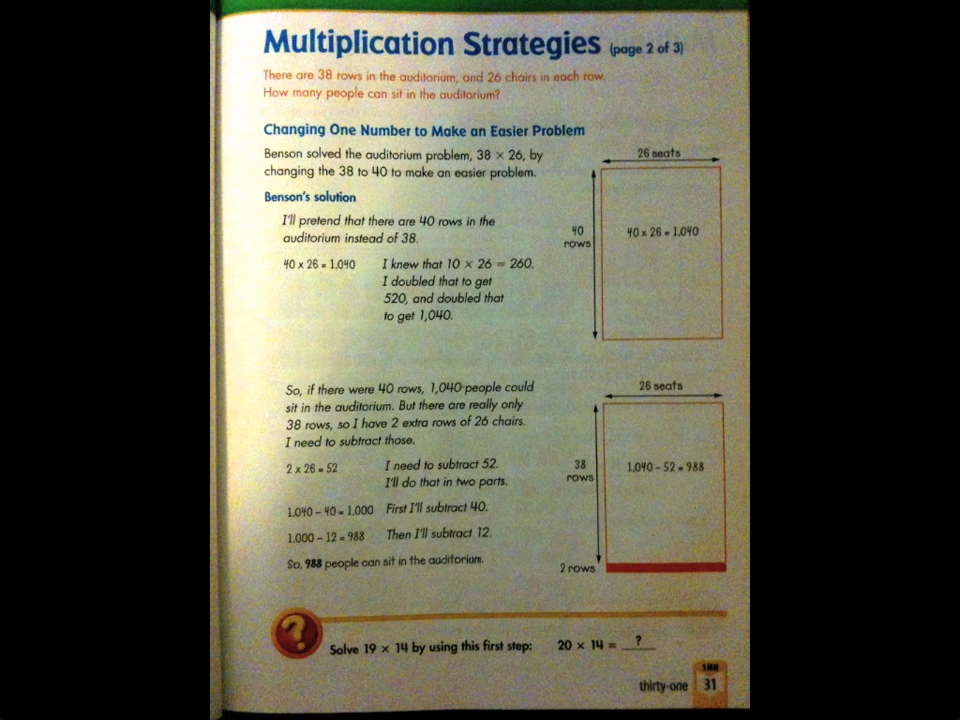 Multiplication Strategies (page 2 of 3)
There are 38 rows in the auditorium, and 26 chairs in each row.
How many people can sit in the auditorium?
Changing One Number to Make an Easier Problem
Benson solved the auditorium problem, 38 × 26, by
changing the 38 to 40 to make an easier problem.
Benson's solution
I'll pretend that there are 40 rows in the
auditorium instead of 38.
40 x 26 = 1,040 I knew that 10 × 26 = 260.
I doubled that to get
520, and doubled that
to get 1,040.
26 seats
40
rows
40 x 26 = 1,040
So, if there were 40 rows, 1,040 people could
sit in the auditorium. But there are really only
38 rows, so I have 2 extra rows of 26 chairs.
I need to subtract those.
2 x 26 = 52 I need to subtract 52.
I'll do that in two parts.
1,040 – 40 = 1,000 First I'll subtract 40.
1,000 – 12 = 988 Then I'll subtract 12.
So, 988 people can sit in the auditorium.
26 seats
38
rows
1,040 – 52 = 988
2 rows
?
Solve 19 × 14 by using this first step: 20 × 14 = __?__
SMH
thirty-one 31